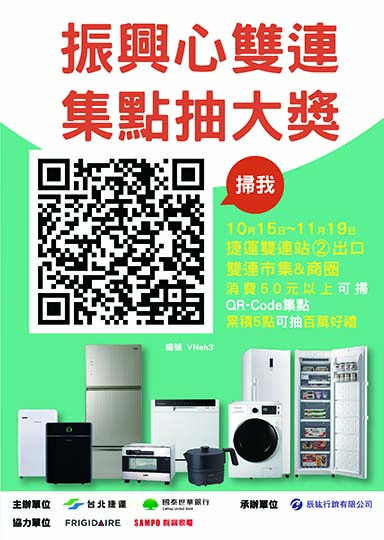 振興心雙連
集點抽大獎
掃我
10月15日~11月19日
捷運雙連站②出口
雙連市集&商圈
消費50元以上可掃
QR-Code集點
累積5點可抽百萬好禮
編號 VNeh3
主辦單位 台北捷運 國泰世華銀行 Cathay United Bank 承辦單位 辰紘行銷有限公司
協力單位 FRIGIDAIRE SAMPO 聲寶家電